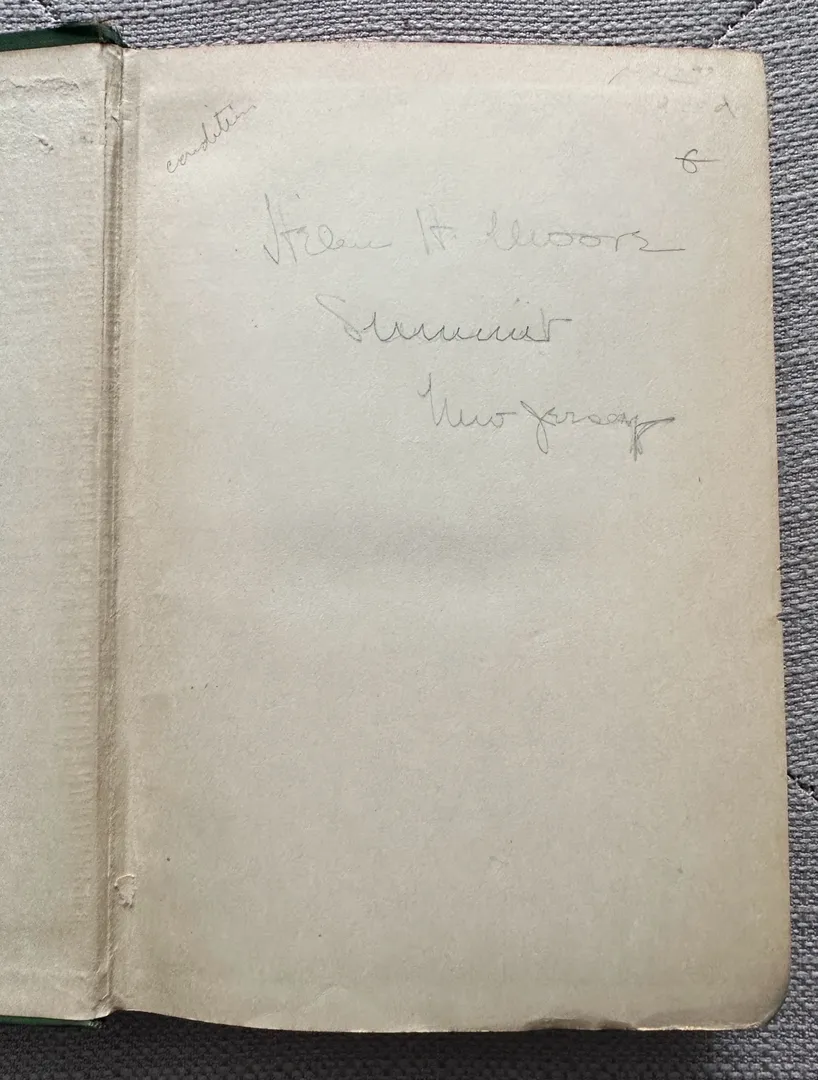 condition
6
Helen H. Moore
Summit
New Jersey